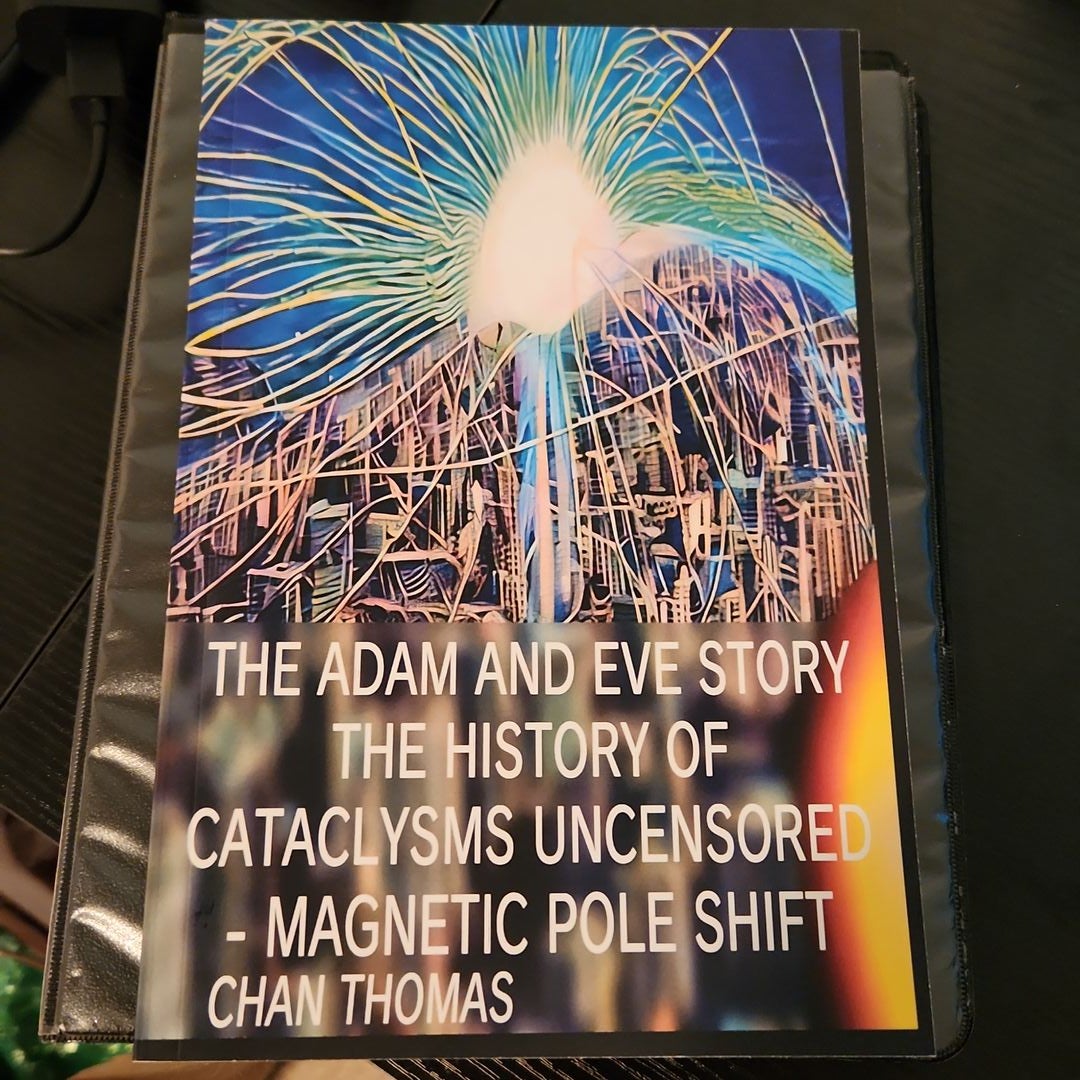 THE ADAM AND EVE STORY
THE HISTORY OF
CATACLYSMS UNCENSORED
- MAGNETIC POLE SHIFT
CHAN THOMAS